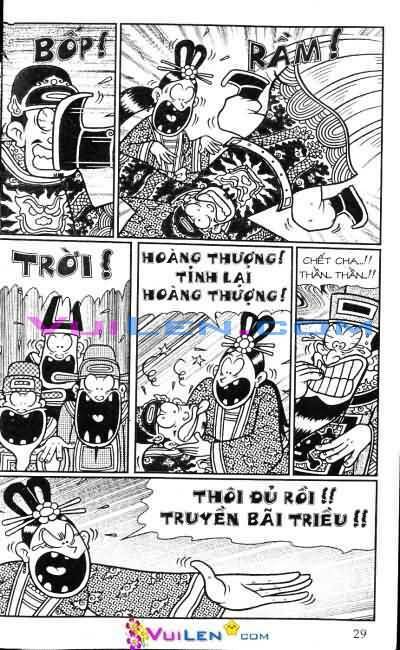 BỐP!
RẦM!
TRỜI!
HOÀNG THƯỢNG!
TỈNH LẠI
HOÀNG THƯỢNG!
CHẾT CHA..!!
THẦN.. THẦN..!!
VUILEN.COM
THÔI ĐỦ RỒI!!
TRUYỀN BÃI TRIỀU!!
29
VUILEN.COM